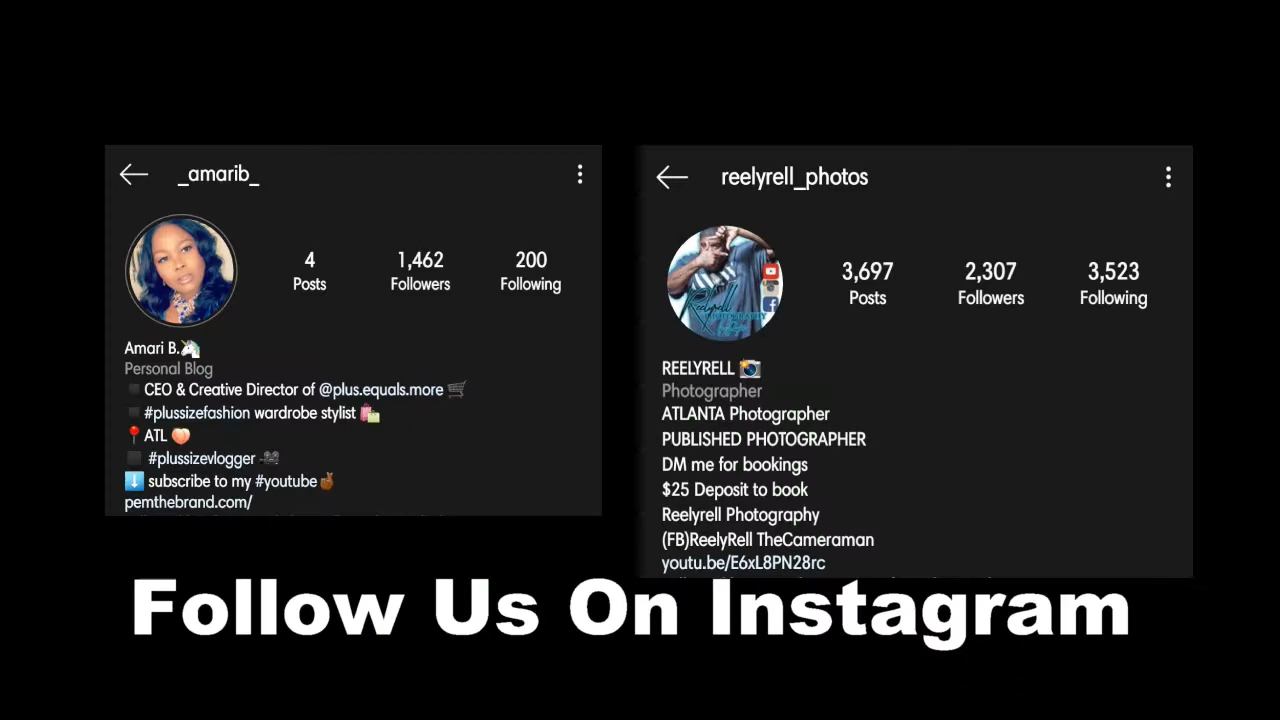 _amarib_
4 1,462 200
Posts Followers Following
Amari B.🦄
Personal Blog
◾CEO & Creative Director of @plus.equals.more 🛒
◾#plussizefashion wardrobe stylist 🛍️
📍ATL 🍑
◾ #plussizevlogger 🎥
⬇️ subscribe to my #youtube🤞🏾
pemthebrand.com/
reelyrell_photos
3,697 2,307 3,523
Posts Followers Following
Reelyrell
PHOTOGRAPHY
REELYRELL 📸
Photographer
ATLANTA Photographer
PUBLISHED PHOTOGRAPHER
DM me for bookings
$25 Deposit to book
Reelyrell Photography
(FB)ReelyRell TheCameraman
youtu.be/E6xL8PN28rc
Follow Us On Instagram